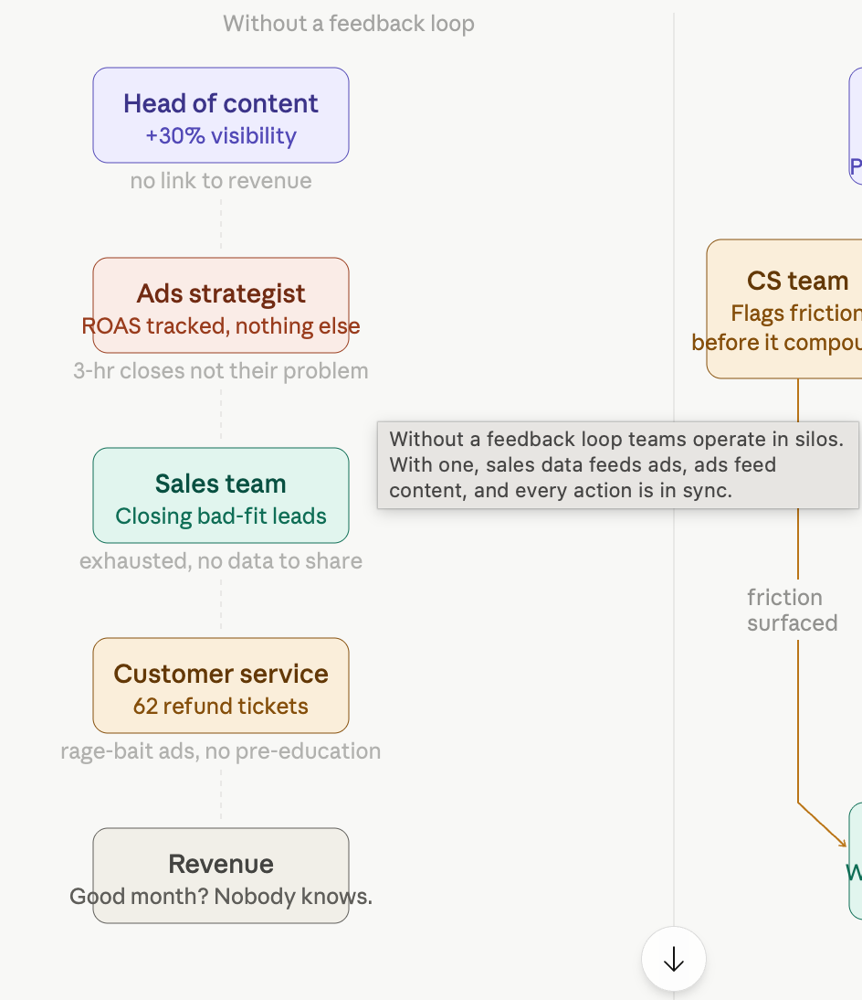 Without a feedback loop
Head of content
+30% visibility
no link to revenue
Ads strategist
ROAS tracked, nothing else
3-hr closes not their problem
Sales team
Closing bad-fit leads
exhausted, no data to share
Customer service
62 refund tickets
rage-bait ads, no pre-education
Revenue
Good month? Nobody knows.
CS team
Flags friction
before it
Without a feedback loop teams operate in silos.
With one, sales data feeds ads, ads feed
content, and every action is in sync.
friction
surfaced